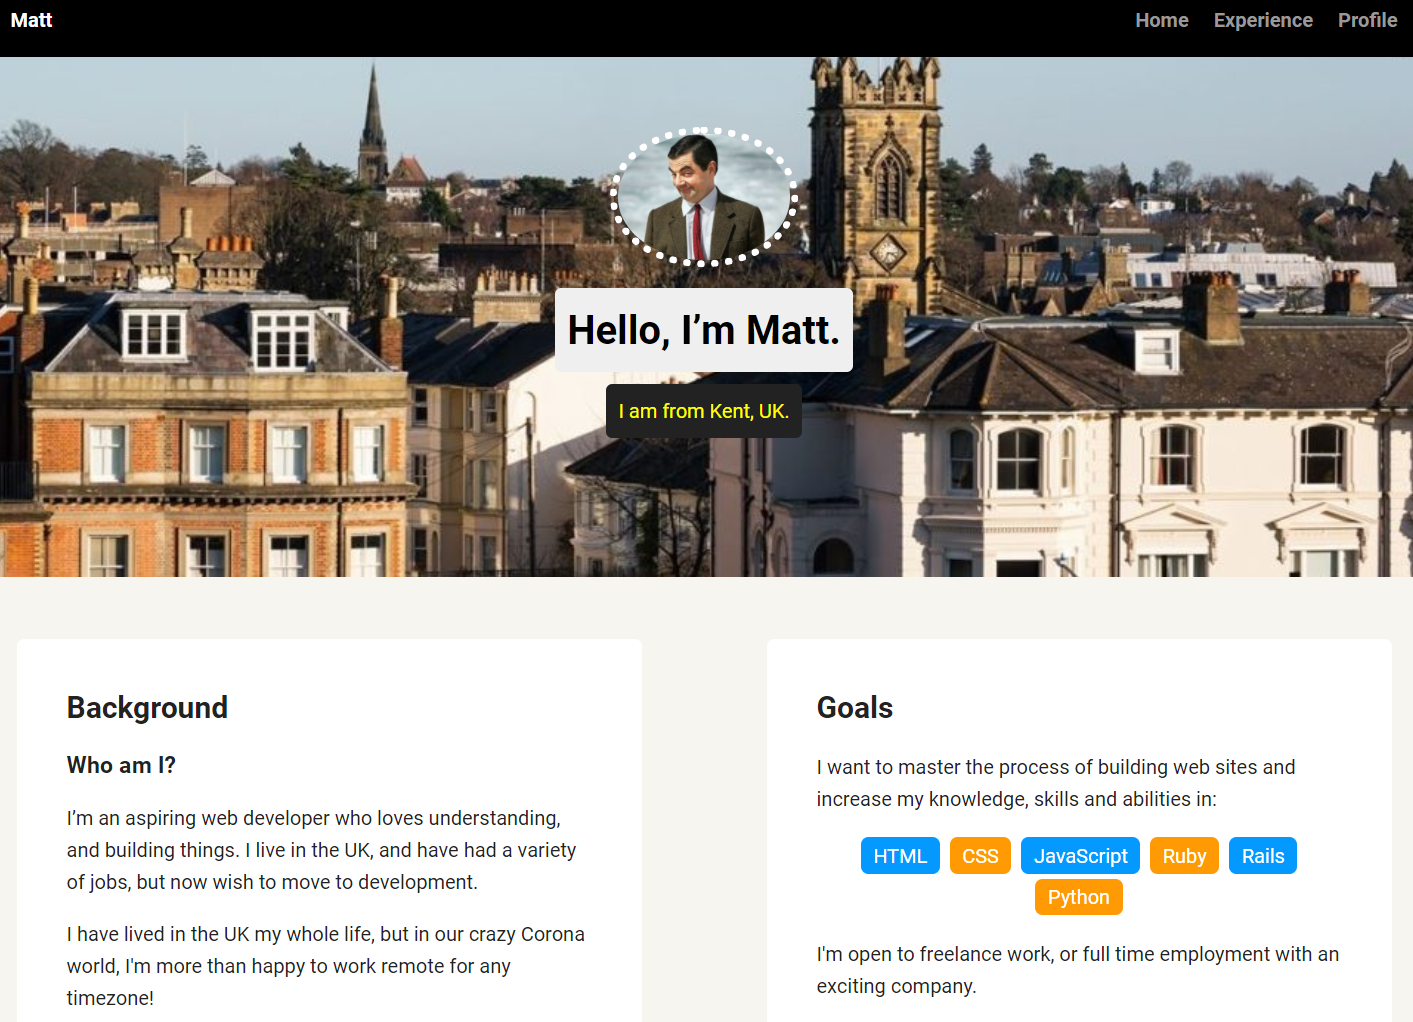 Matt
Home Experience Profile
Hello, I’m Matt.
I am from Kent, UK.
Background
Who am I?
I’m an aspiring web developer who loves understanding,
and building things. I live in the UK, and have had a variety
of jobs, but now wish to move to development.
I have lived in the UK my whole life, but in our crazy Corona
world, I'm more than happy to work remote for any
timezone!
Goals
I want to master the process of building web sites and
increase my knowledge, skills and abilities in:
HTML CSS JavaScript Ruby Rails
Python
I'm open to freelance work, or full time employment with an
exciting company.